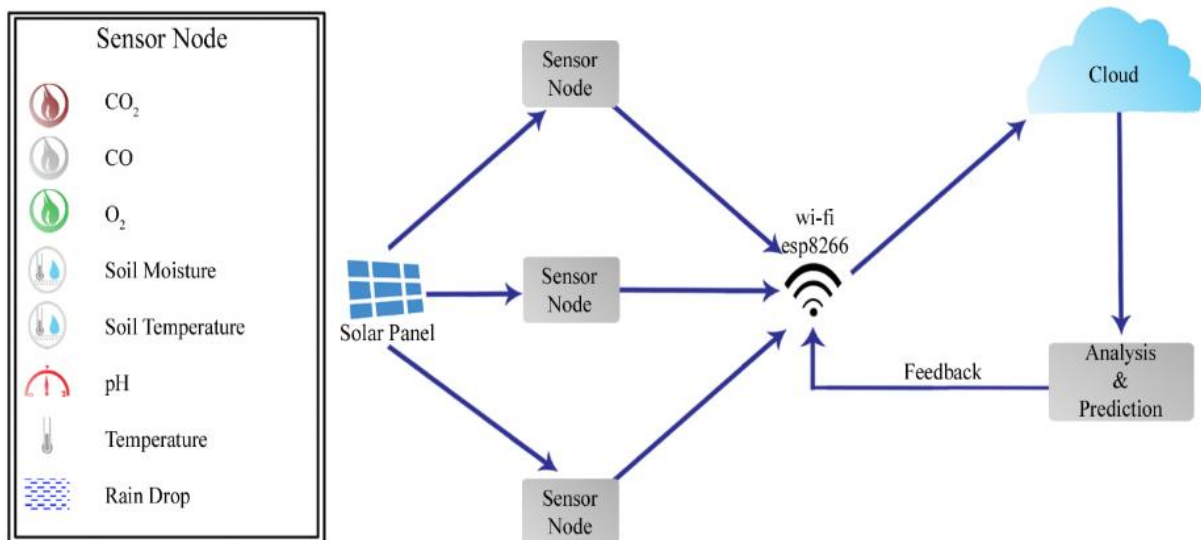 Sensor Node
CO₂
CO
O₂
Soil Moisture
Soil Temperature
pH
Temperature
Rain Drop
Sensor
Node
Cloud
wi-fi
esp8266
Sensor
Node
Solar Panel
Analysis
&
Prediction
Feedback
Sensor
Node